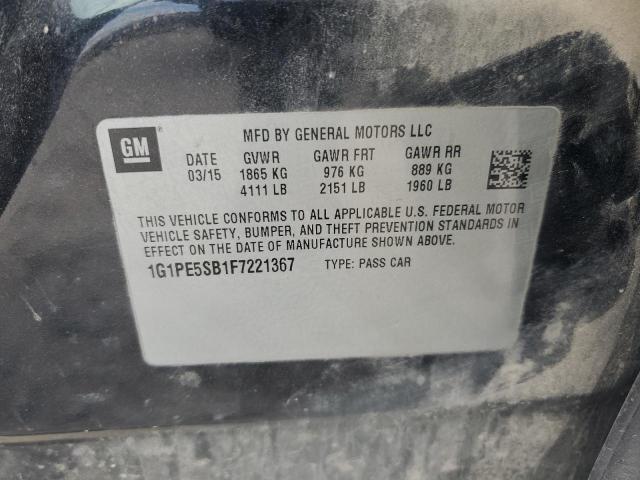 GM
MFD BY GENERAL MOTORS LLC
DATE GVWR GAWR FRT GAWR RR
03/15 1865 KG 976 KG 889 KG
4111 LB 2151 LB 1960 LB
THIS VEHICLE CONFORMS TO ALL APPLICABLE U.S. FEDERAL MOTOR
VEHICLE SAFETY, BUMPER, AND THEFT PREVENTION STANDARDS IN
EFFECT ON THE DATE OF MANUFACTURE SHOWN ABOVE.
1G1PE5SB1F7221367 TYPE: PASS CAR